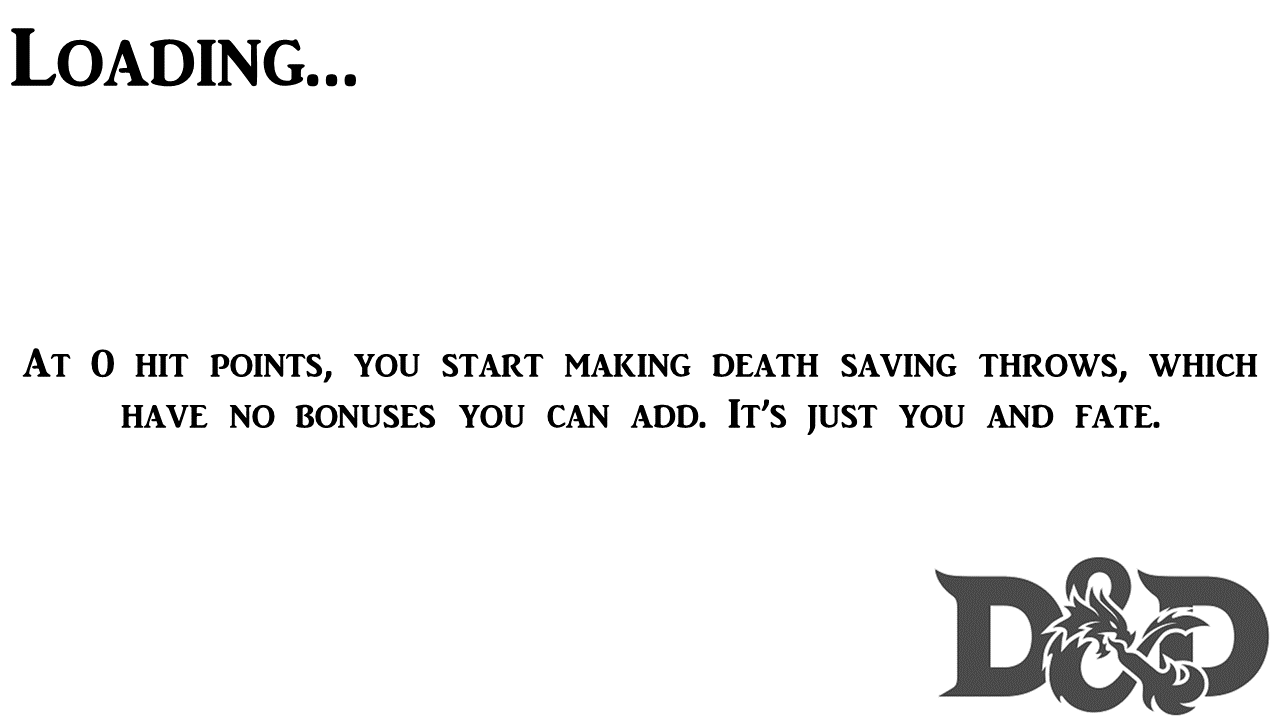 Loading...
At 0 hit points, you start making death saving throws, which
have no bonuses you can add. It's just you and fate.
D&D